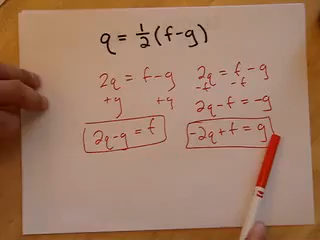 q = ½(f-g)
2q = f-g
+g +g
2q-g = f
2q = f-g
-f -f
2q-f = -g
-2q+f = g